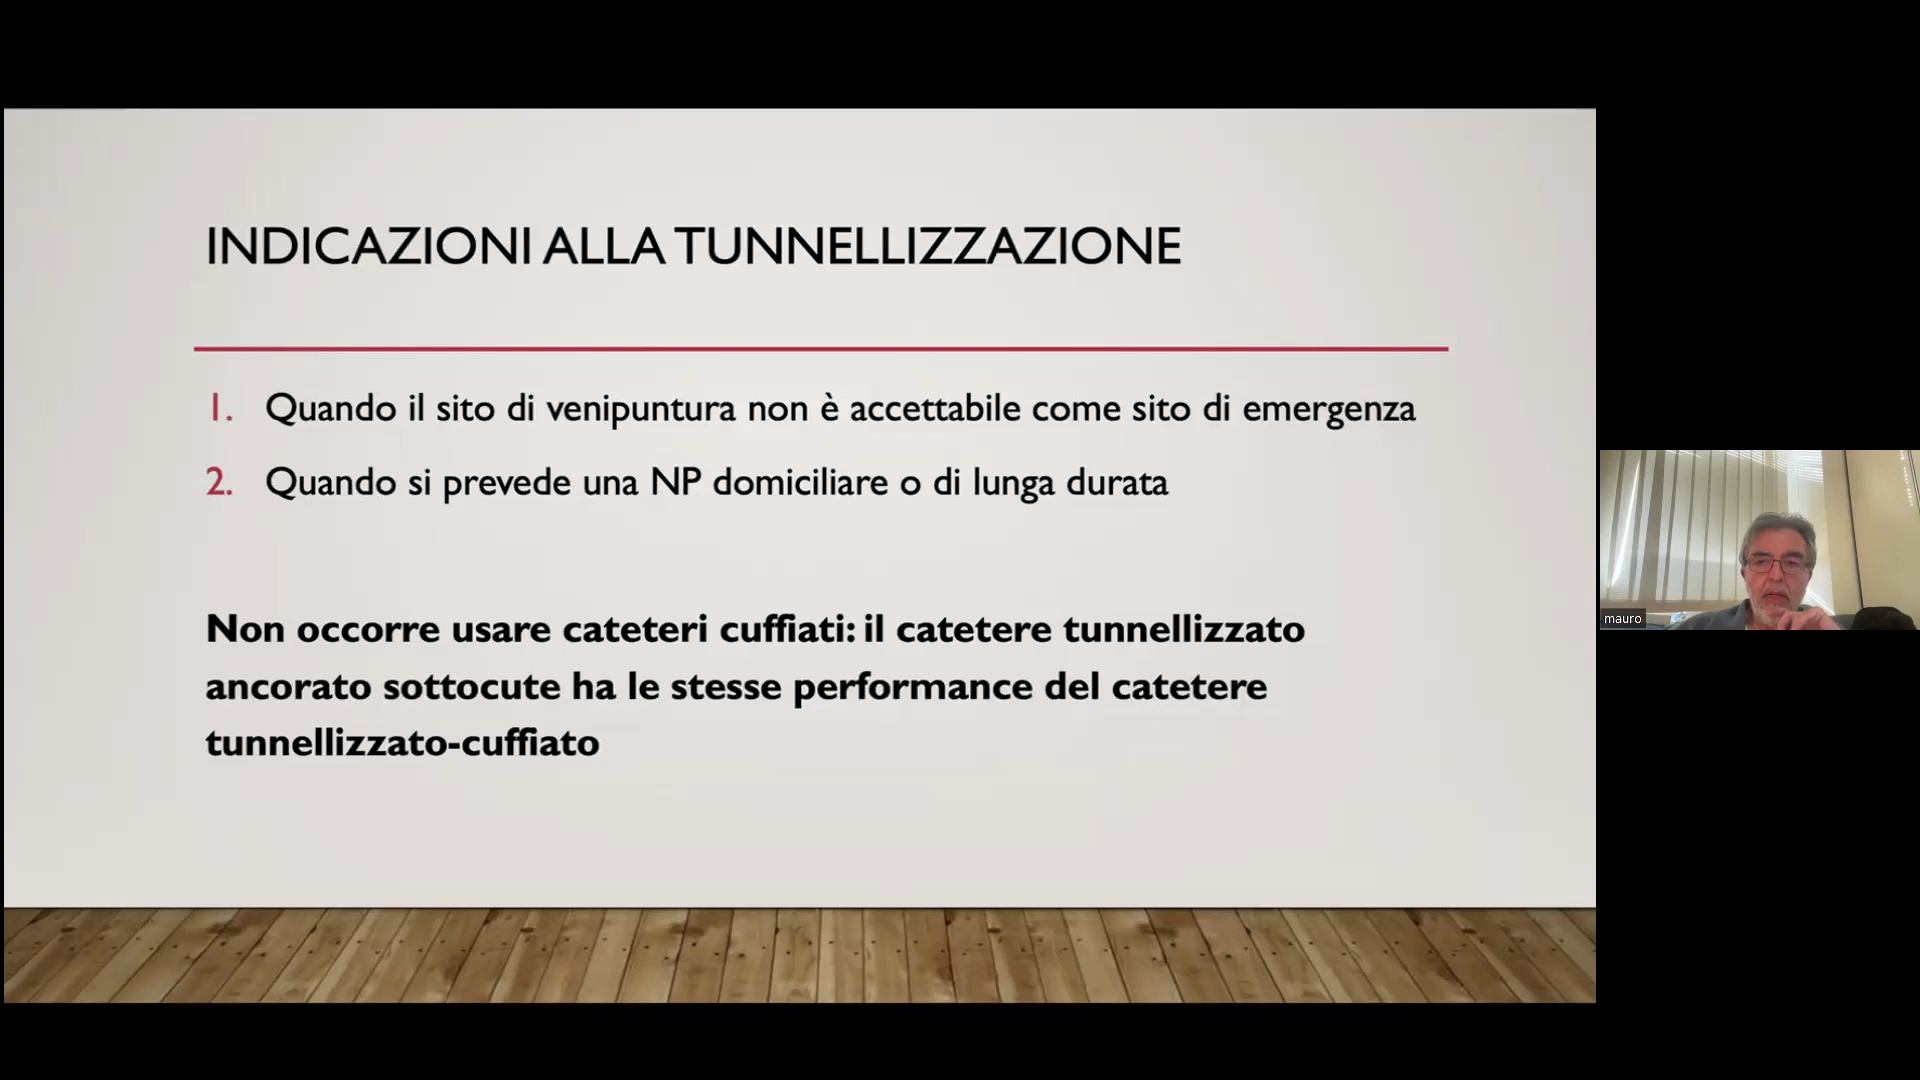 INDICAZIONI ALLA TUNNELLIZZAZIONE
1. Quando il sito di venipuntura non è accettabile come sito di emergenza
2. Quando si prevede una NP domiciliare o di lunga durata
Non occorre usare cateteri cuffiati: il catetere tunnellizzato
ancorato sottocute ha le stesse performance del catetere
tunnellizzato-cuffiato
mauro